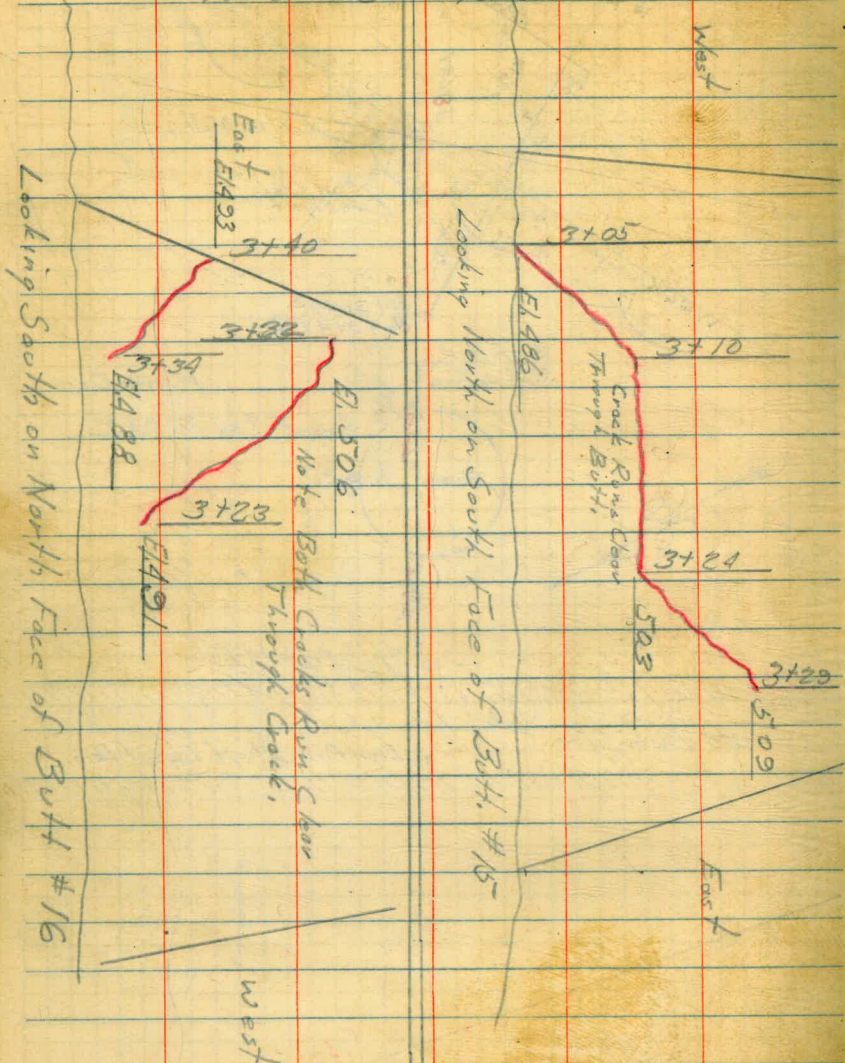 West
East
3+05
El. 486
3+10
Crack Runs Clear
Through Butt.
3+24
503
3+29
509
Looking North on South Face of Butt. #15
East
West
El. 493
3+40
3+34
El. 488
3+22
El. 506
3+23
El. 491
Note Both Cracks Run Clear
Through Crack.
Looking South on North Face of Butt #16